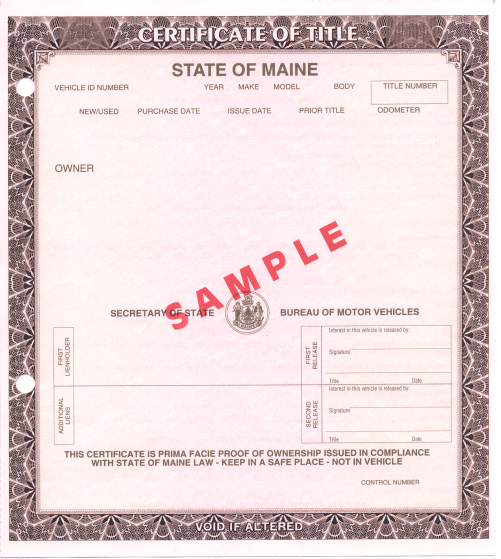 CERTIFICATE OF TITLE
STATE OF MAINE
VEHICLE ID NUMBER YEAR MAKE MODEL BODY TITLE NUMBER
NEW/USED PURCHASE DATE ISSUE DATE PRIOR TITLE ODOMETER
OWNER
SAMPLE
SECRETARY OF STATE BUREAU OF MOTOR VEHICLES
FIRST
LIENHOLDER
FIRST
RELEASE
Interest in this vehicle is released by:
Signature
Title Date
ADDITIONAL
LIENS
SECOND
RELEASE
Interest in this vehicle is released by:
Signature
Title Date
THIS CERTIFICATE IS PRIMA FACIE PROOF OF OWNERSHIP ISSUED IN COMPLIANCE
WITH STATE OF MAINE LAW - KEEP IN A SAFE PLACE - NOT IN VEHICLE
CONTROL NUMBER
VOID IF ALTERED